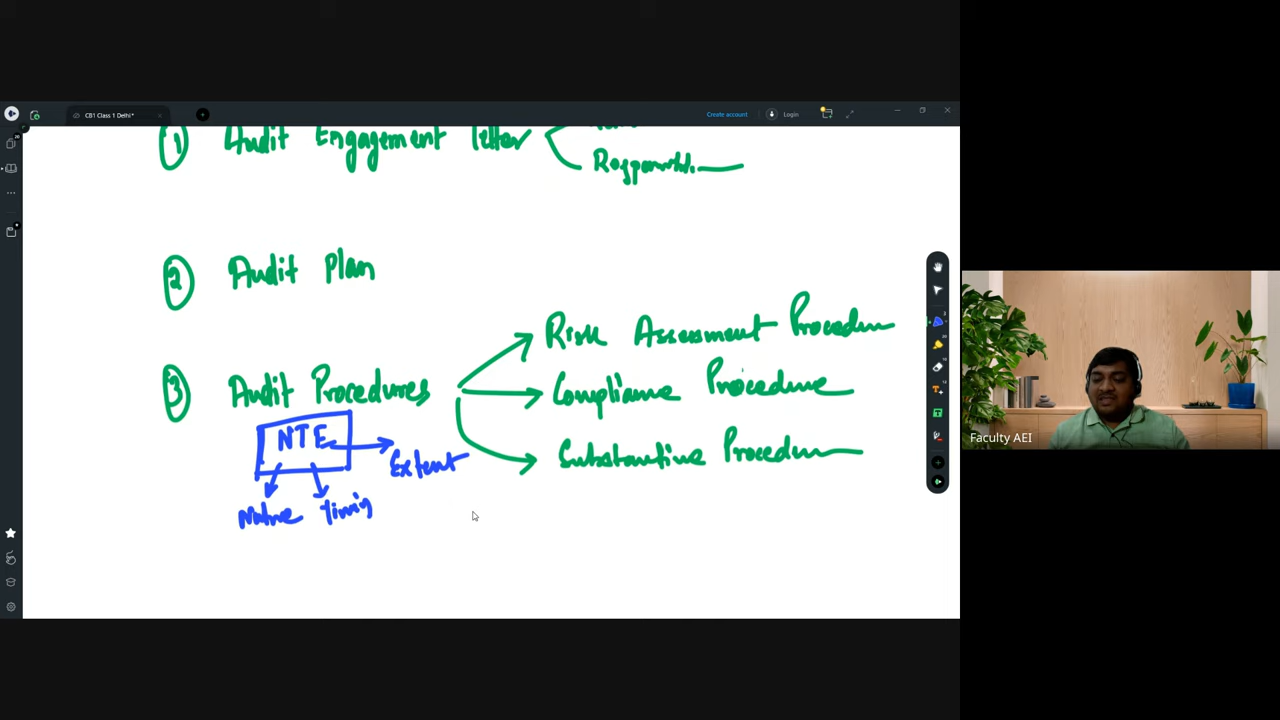 CB1 Class 1 Delhi*
Create account
Login
① Audit Engagement letter
② Audit Plan
Risk Assessment Procedure
③ Audit Procedures
Compliance Procedure
NTE
Extent
Substantive Procedure
Nature Timing
Faculty AEI